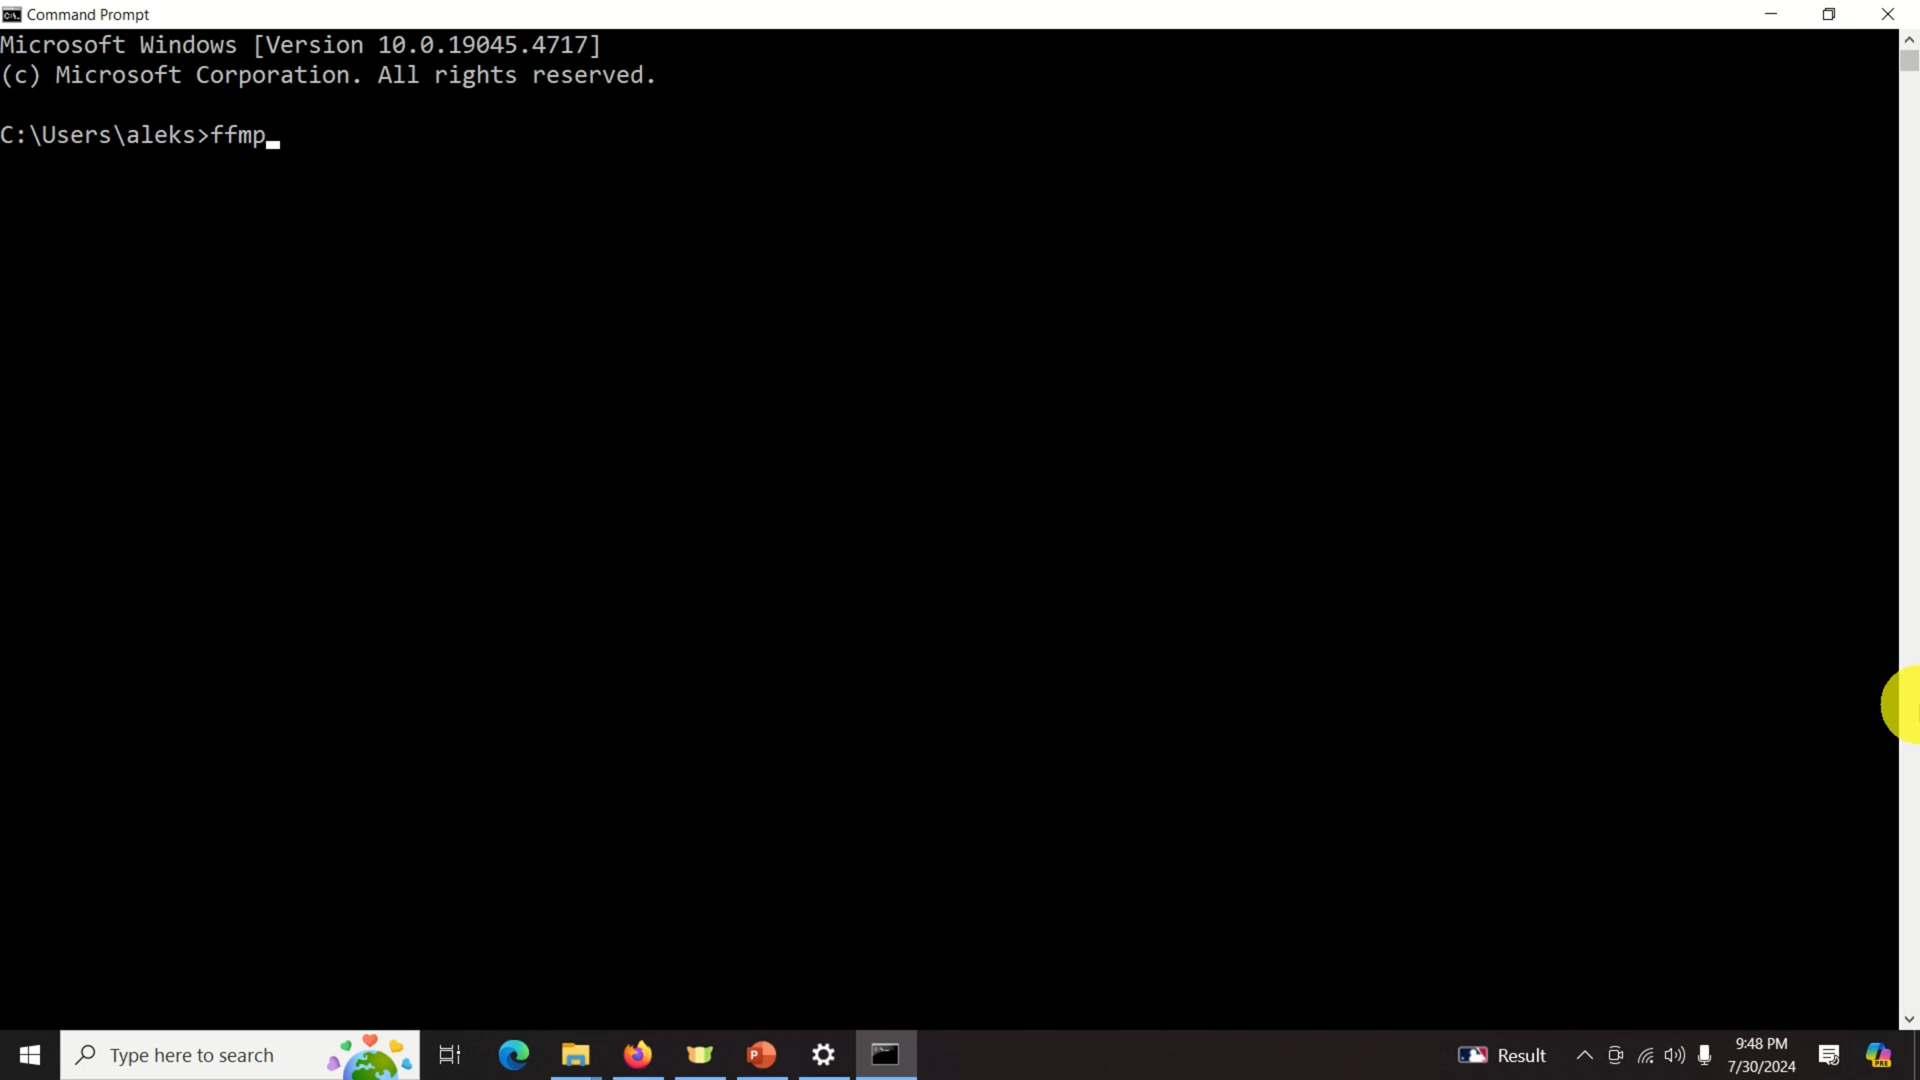 Command Prompt
Microsoft Windows [Version 10.0.19045.4717]
(c) Microsoft Corporation. All rights reserved.
C:\Users\aleks>ffmp
Type here to search
Result
9:48 PM
7/30/2024